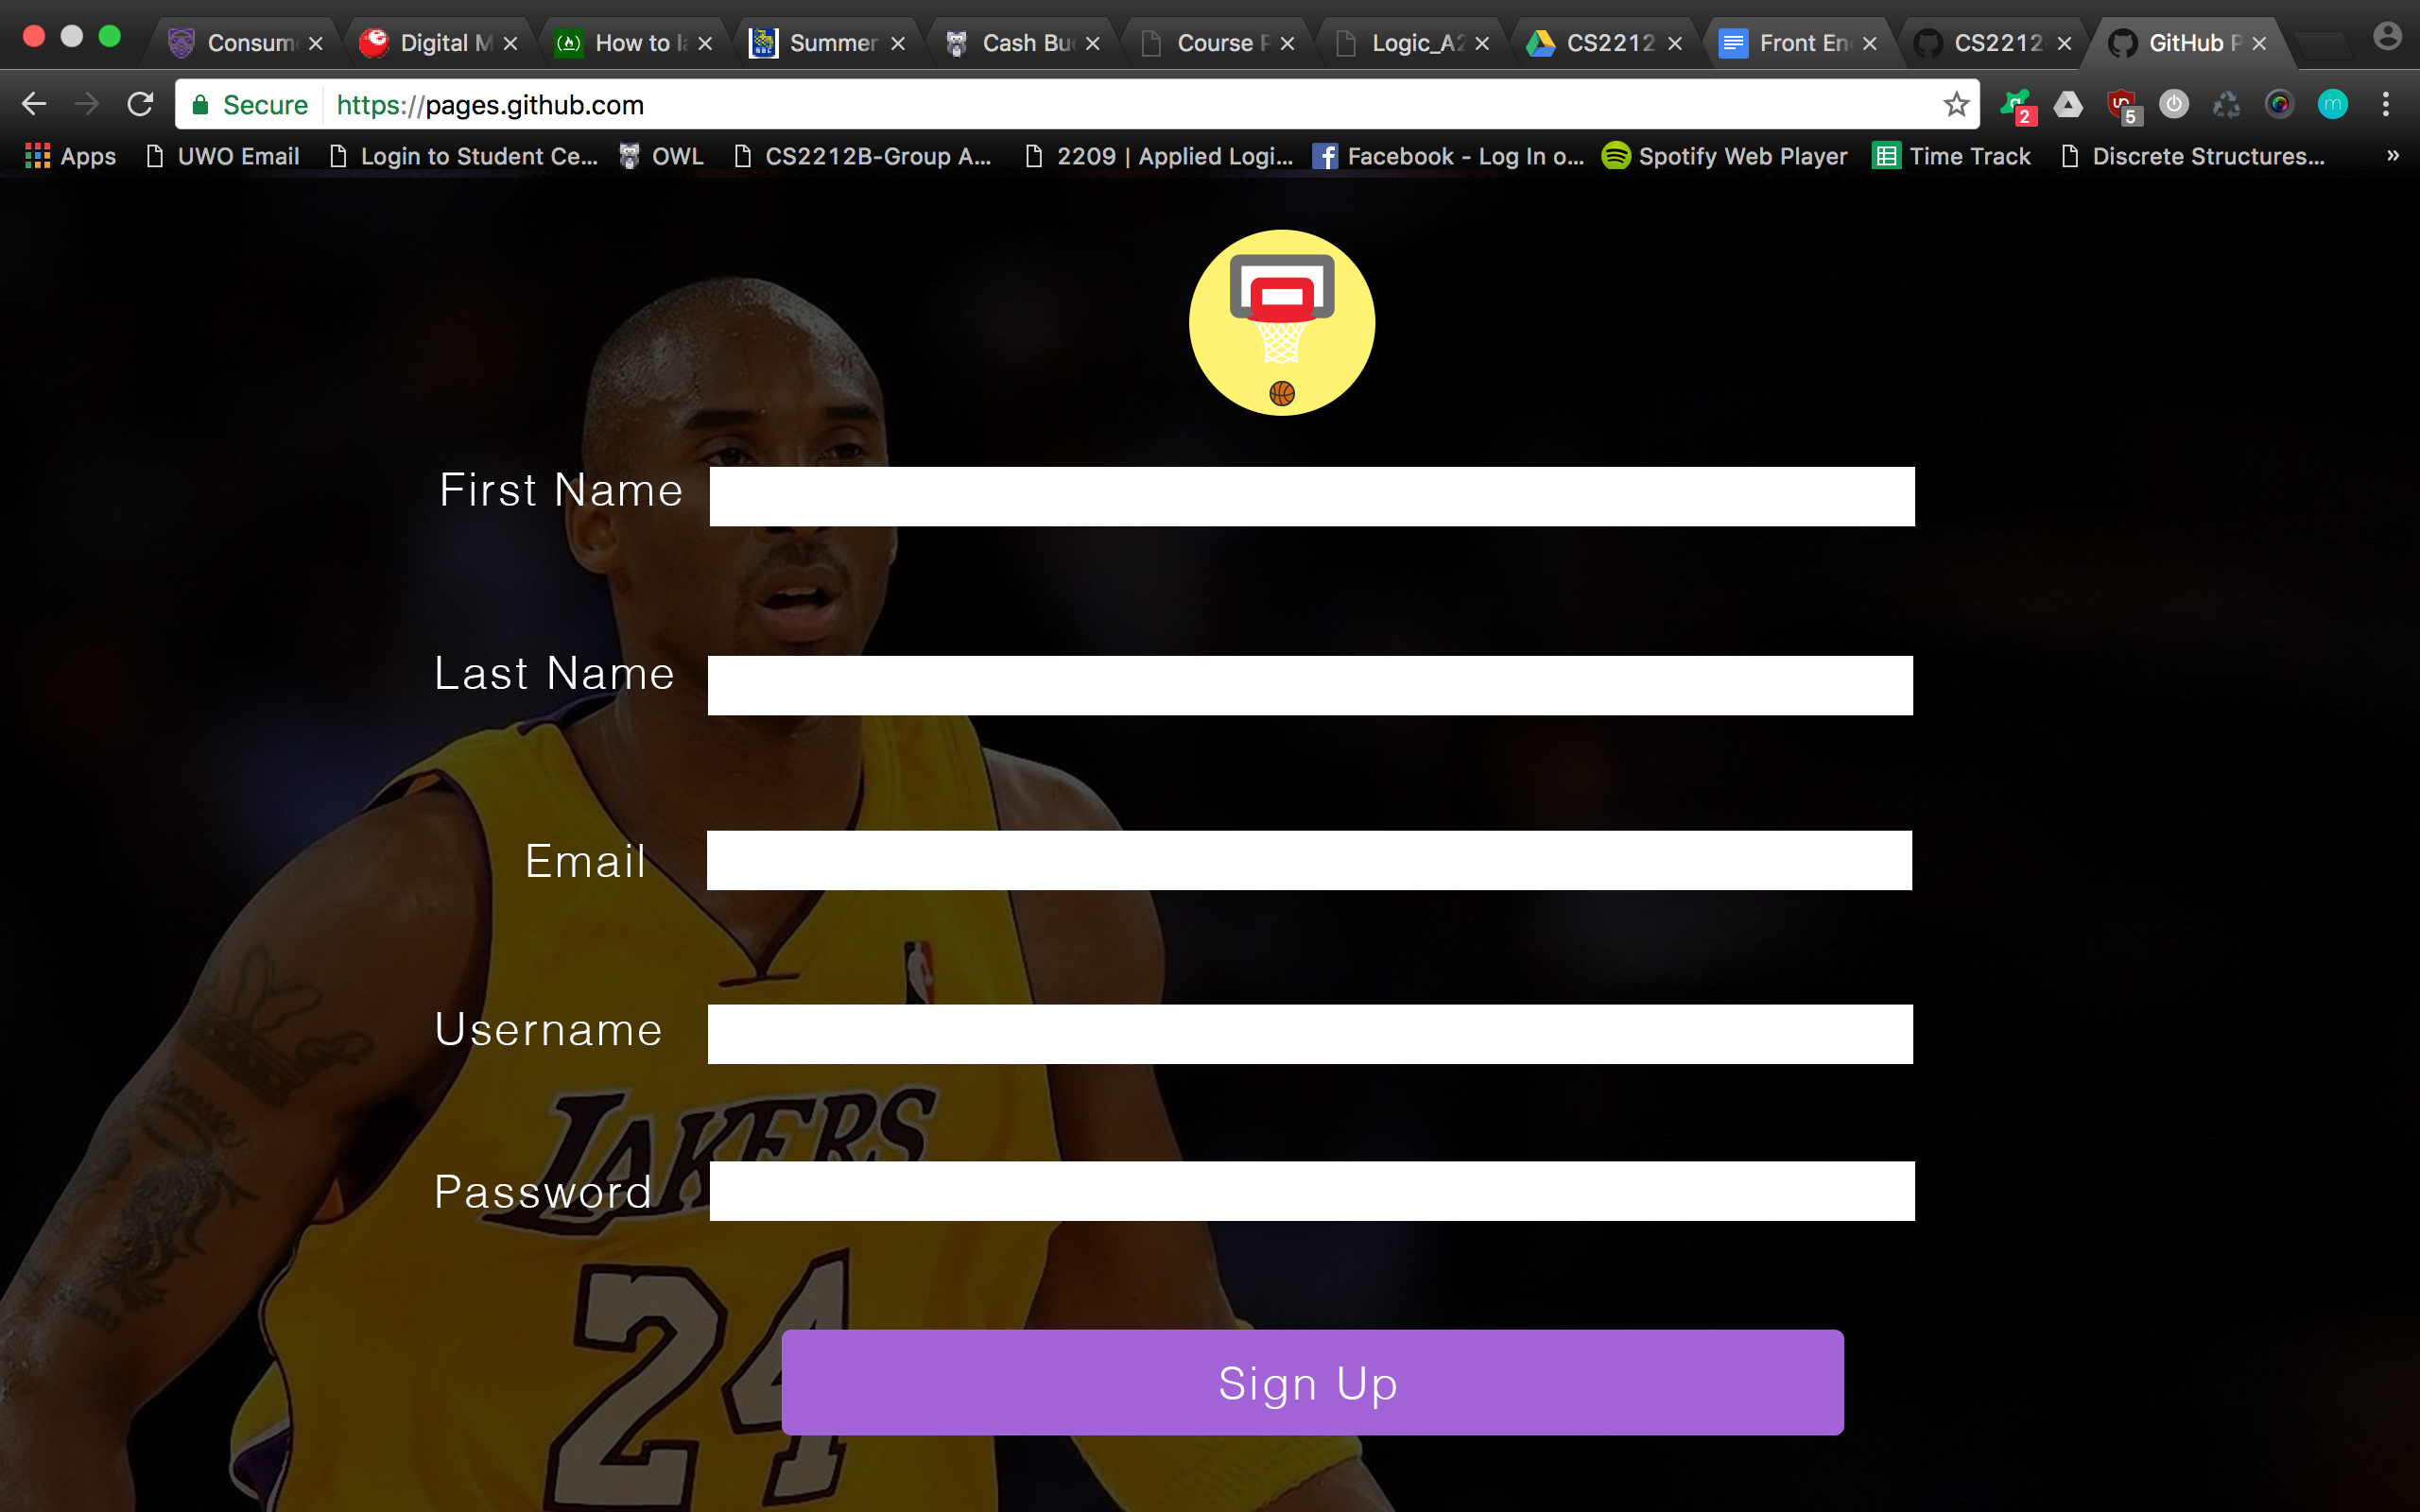 Consum Digital M How to la Summer Cash Bu Course P Logic_A2 CS2212 Front En CS2212- GitHub P
Secure https://pages.github.com 2 5 m
Apps UWO Email Login to Student Ce... OWL CS2212B-Group A... 2209 | Applied Logi... Facebook - Log In o... Spotify Web Player Time Track Discrete Structures... »
First Name
Last Name
Email
Username
LAKERS
Password
24
Sign Up